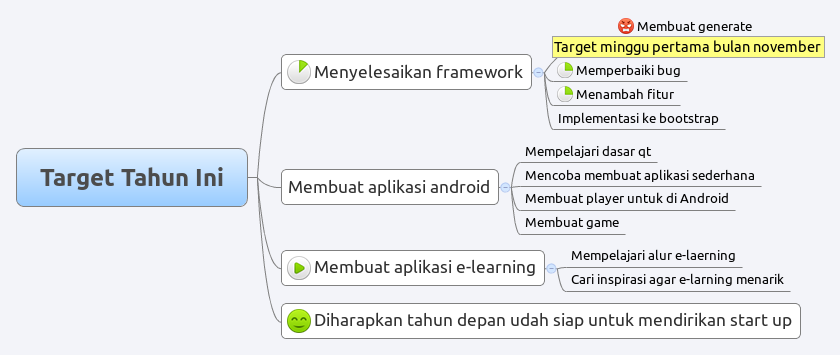 Target Tahun Ini
Menyelesaikan framework
Membuat generate
Target minggu pertama bulan november
Memperbaiki bug
Menambah fitur
Implementasi ke bootstrap
Membuat aplikasi android
Mempelajari dasar qt
Mencoba membuat aplikasi sederhana
Membuat player untuk di Android
Membuat game
Membuat aplikasi e-learning
Mempelajari alur e-laerning
Cari inspirasi agar e-larning menarik
Diharapkan tahun depan udah siap untuk mendirikan start up